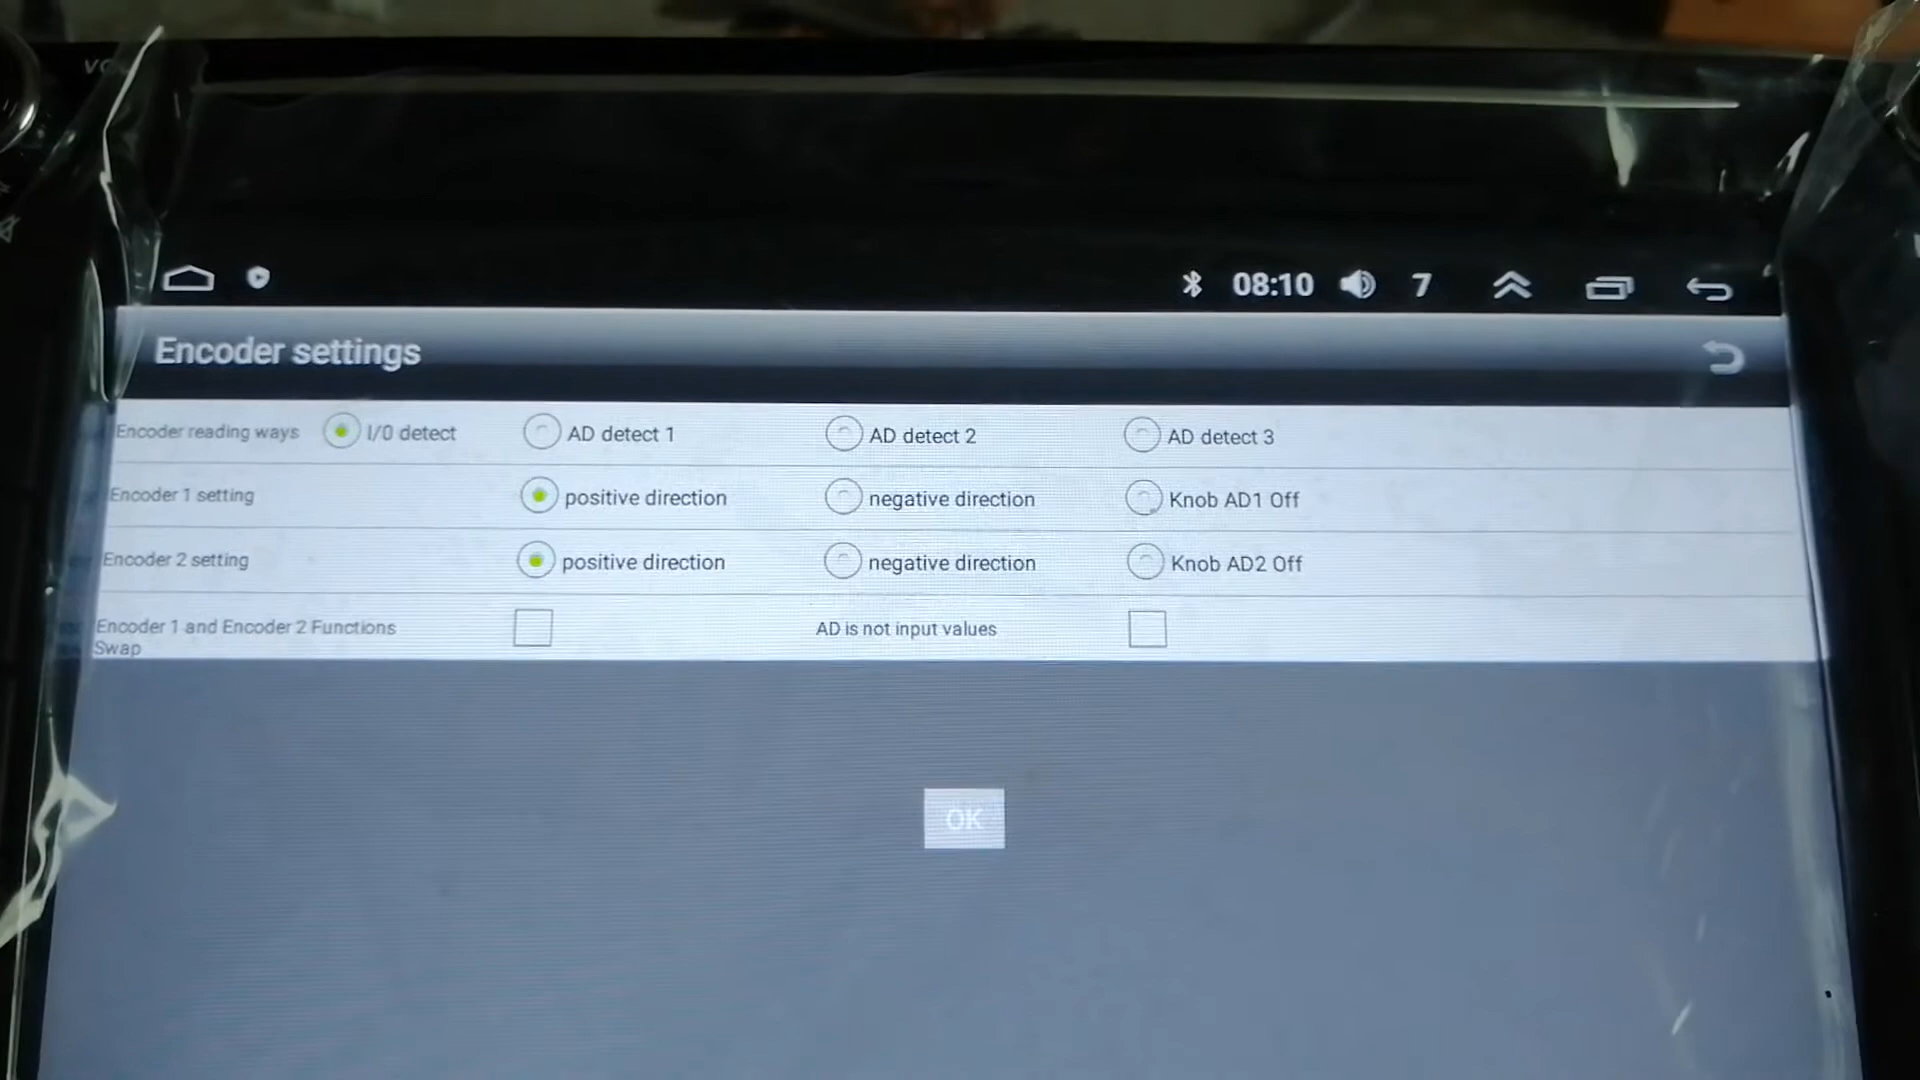 08:10 7
Encoder settings
Encoder reading ways I/0 detect AD detect 1 AD detect 2 AD detect 3
Encoder 1 setting positive direction negative direction Knob AD1 Off
Encoder 2 setting positive direction negative direction Knob AD2 Off
Encoder 1 and Encoder 2 Functions AD is not input values
Swap
OK